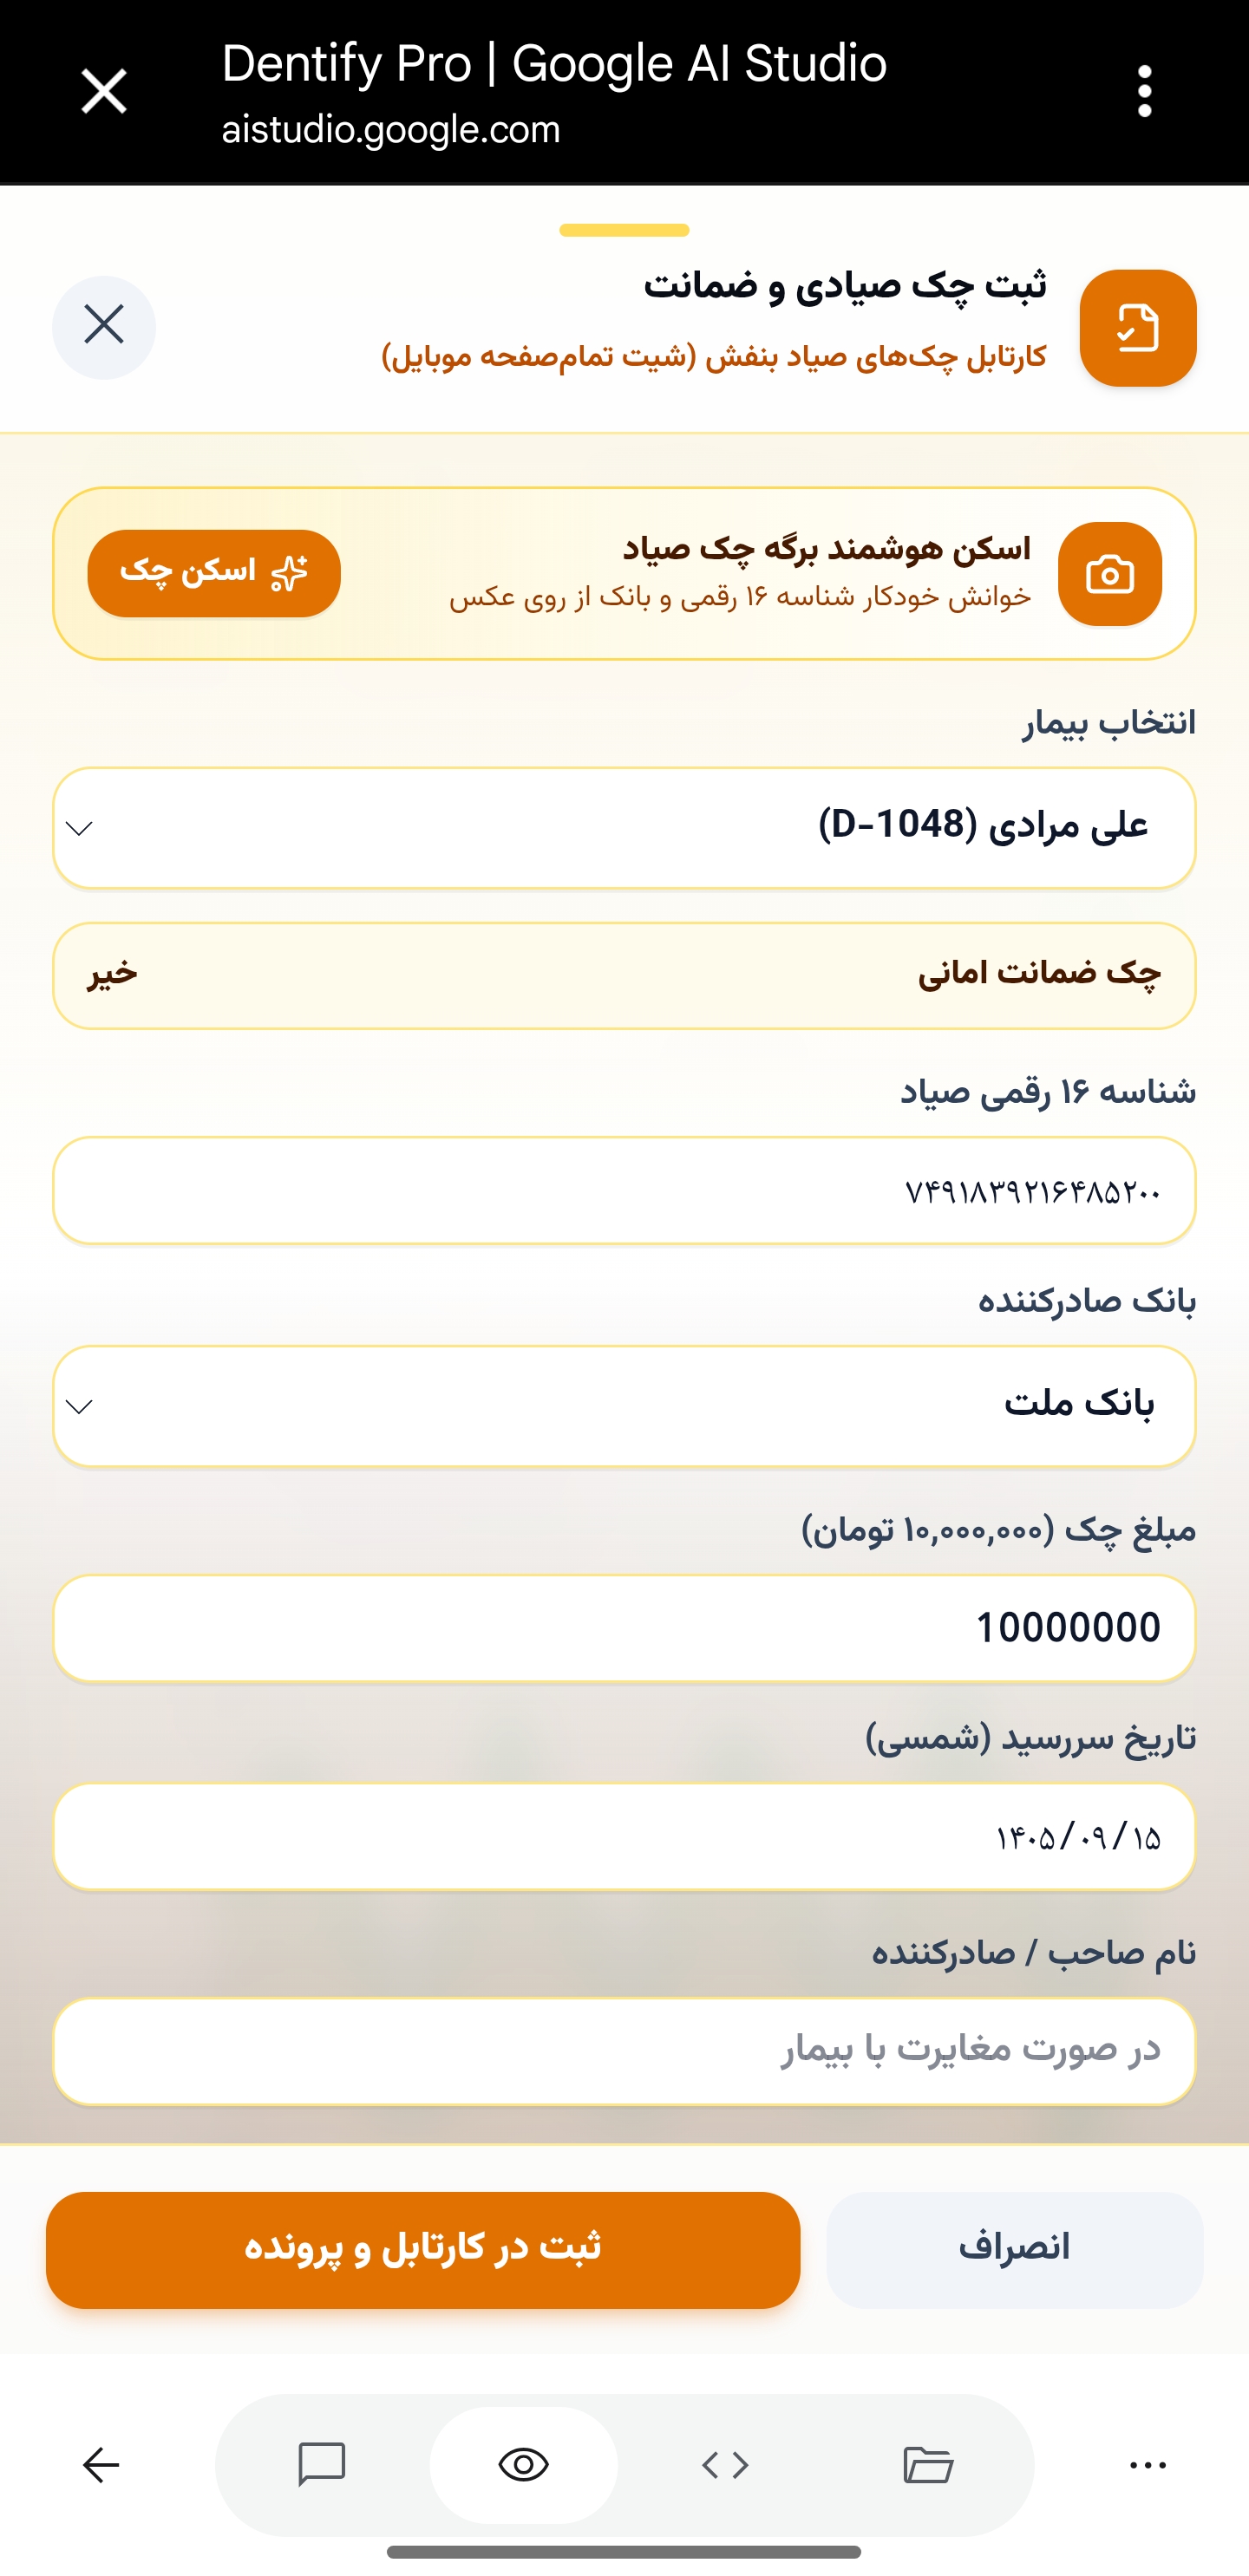 Dentify Pro | Google AI Studio
aistudio.google.com
ثبت چک صیادی و ضمانت
کارتابل چک‌های صیاد بنفش (شیت تمام‌صفحه موبایل)
اسکن هوشمند برگه چک صیاد
خوانش خودکار شناسه ۱۶ رقمی و بانک از روی عکس
اسکن چک
انتخاب بیمار
علی مرادی (D-1048)
چک ضمانت امانی
خیر
شناسه ۱۶ رقمی صیاد
۷۴۹۱۸۳۹۲۱۶۴۸۵۲۰۰
بانک صادرکننده
بانک ملت
مبلغ چک (۱۰,۰۰۰,۰۰۰ تومان)
10000000
تاریخ سررسید (شمسی)
۱۴۰۵/۰۹/۱۵
نام صاحب / صادرکننده
در صورت مغایرت با بیمار
انصراف
ثبت در کارتابل و پرونده